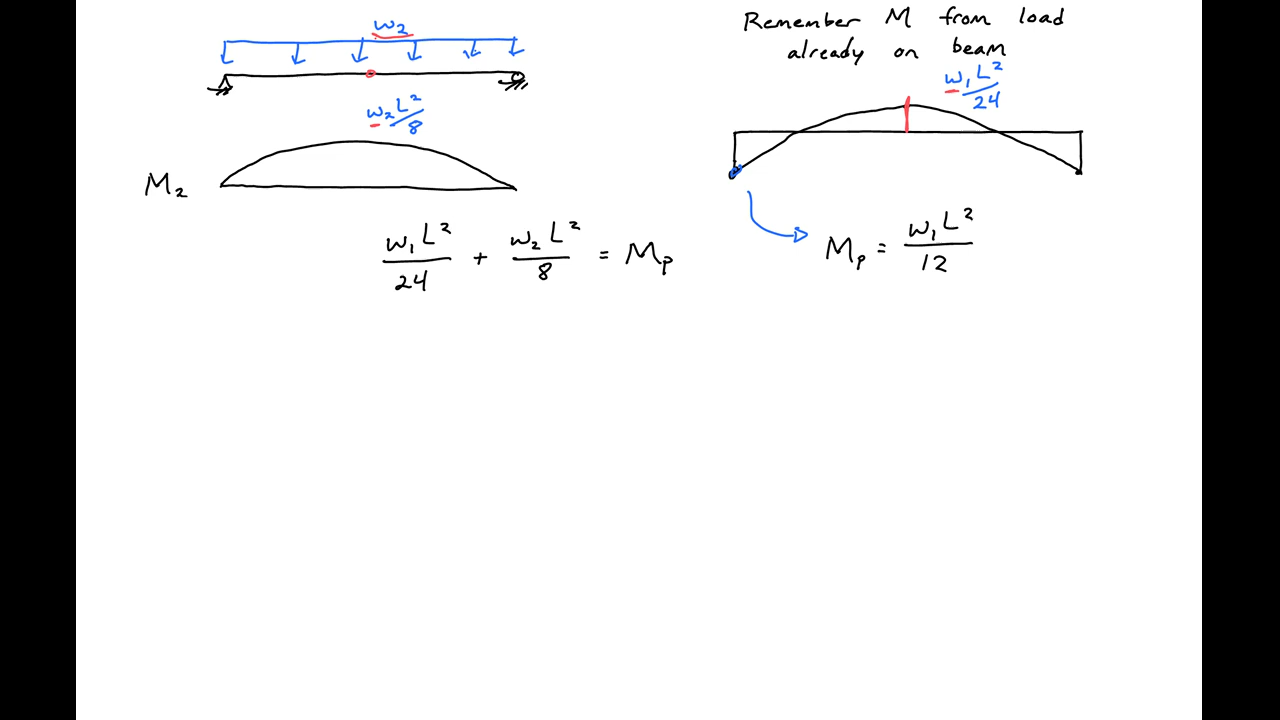 w₂
w₂L²/8
M₂
w₁L²/24 + w₂L²/8 = Mp
Remember M from load
already on beam
w₁L²/24
Mp = w₁L²/12